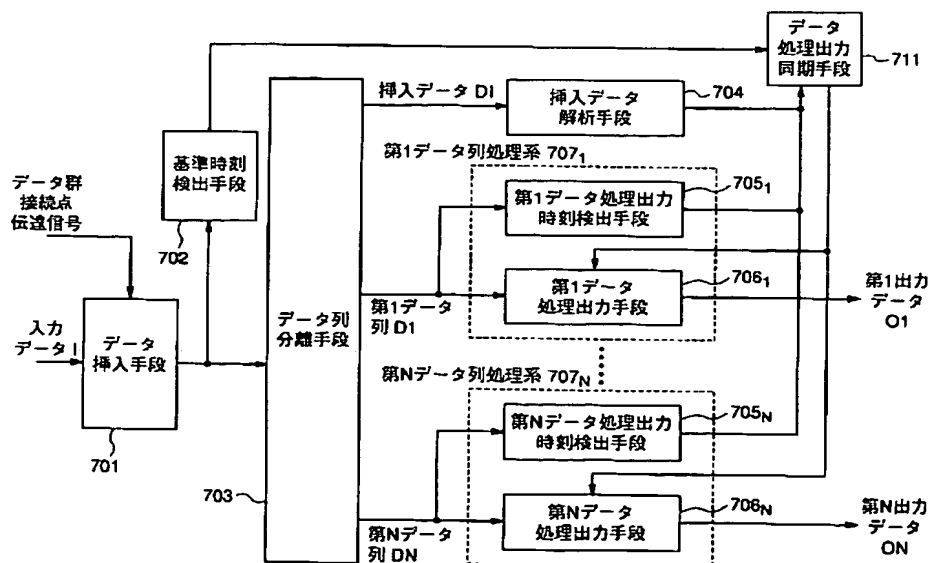 データ
処理出力
同期手段
711
挿入データ DI
挿入データ
解析手段
704
基準時刻
検出手段
702
データ群
接続点
伝達信号
第1データ列処理系 707₁
第1データ処理出力
時刻検出手段
705₁
第1データ
処理出力手段
706₁
第1出力
データ
O1
第1データ
列 D1
データ列
分離手段
703
入力
データ I
データ
挿入手段
701
第Nデータ列処理系 707N
第Nデータ処理出力
時刻検出手段
705N
第Nデータ
処理出力手段
706N
第N出力
データ
ON
第Nデータ
列 DN